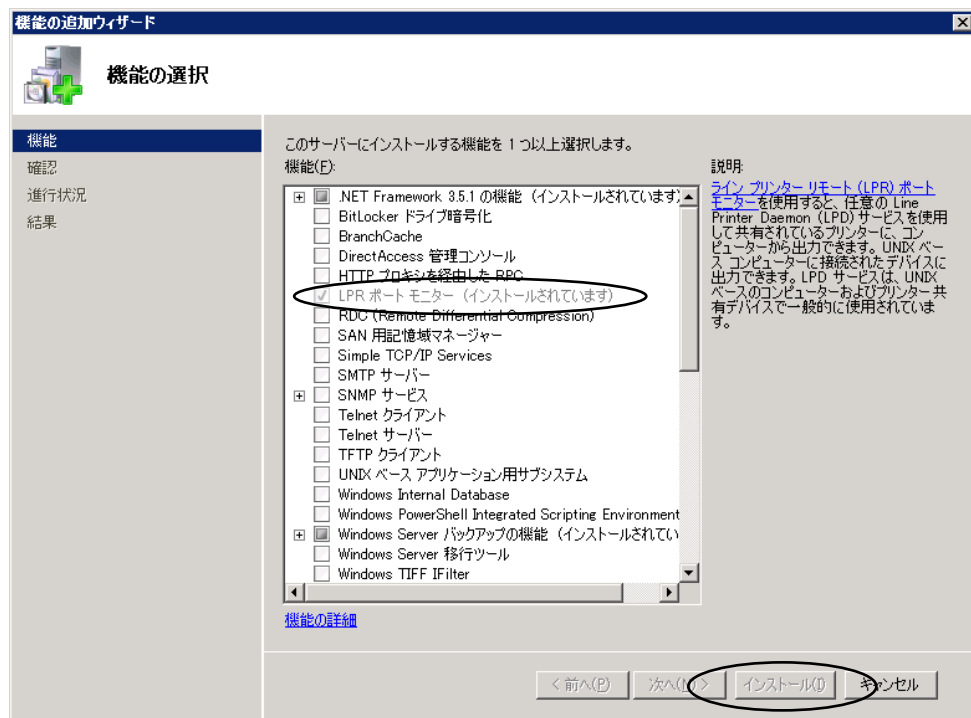 機能の追加ウィザード
機能の選択
機能
確認
進行状況
結果
このサーバーにインストールする機能を 1 つ以上選択します。
機能(F):
.NET Framework 3.5.1 の機能 (インストールされています)
BitLocker ドライブ暗号化
BranchCache
DirectAccess 管理コンソール
HTTP プロキシを経由した RPC
LPR ポート モニター (インストールされています)
RDC (Remote Differential Compression)
SAN 用記憶域マネージャー
Simple TCP/IP Services
SMTP サーバー
SNMP サービス
Telnet クライアント
Telnet サーバー
TFTP クライアント
UNIX ベース アプリケーション用サブシステム
Windows Internal Database
Windows PowerShell Integrated Scripting Environment
Windows Server バックアップの機能 (インストールされてい
Windows Server 移行ツール
Windows TIFF IFilter
機能の詳細
説明:
ライン プリンター リモート (LPR) ポート
モニターを使用すると、任意の Line
Printer Daemon (LPD) サービスを使用
して共有されているプリンターに、コン
ピューターから出力できます。UNIX ベー
ス コンピューターに接続されたデバイスに
出力できます。LPD サービスは、UNIX
ベースのコンピューターおよびプリンター共
有デバイスで一般的に使用されていま
す。
< 前へ(P)
次へ(N) >
インストール(I)
キャンセル